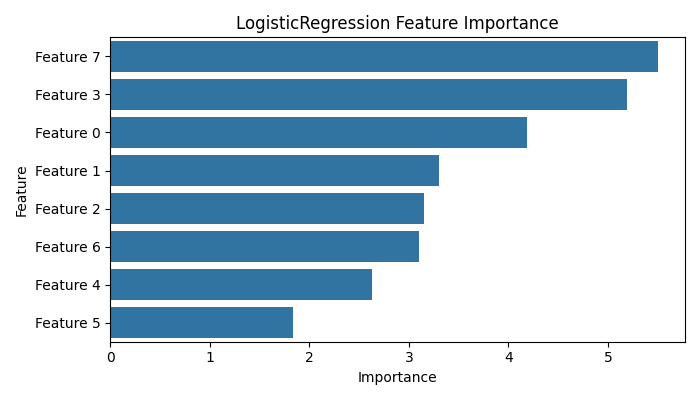 LogisticRegression Feature Importance
Feature 7
Feature 3
Feature 0
Feature 1
Feature 2
Feature 6
Feature 4
Feature 5
Feature
0 1 2 3 4 5
Importance